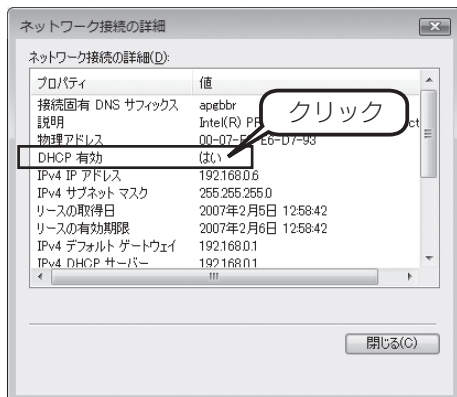 ネットワーク接続の詳細
ネットワーク接続の詳細(D):
プロパティ 値
接続固有 DNS サフィックス apgbbr
説明 Intel(R) PR ct
物理アドレス 00-07- E6-D7-93
DHCP 有効 はい
クリック
IPv4 IP アドレス 192.168.0.6
IPv4 サブネット マスク 255.255.255.0
リースの取得日 2007年2月5日 12:58:42
リースの有効期限 2007年2月6日 12:58:42
IPv4 デフォルト ゲートウェイ 192.168.0.1
IPv4 DHCP サーバー 192.168.0.1
閉じる(C)